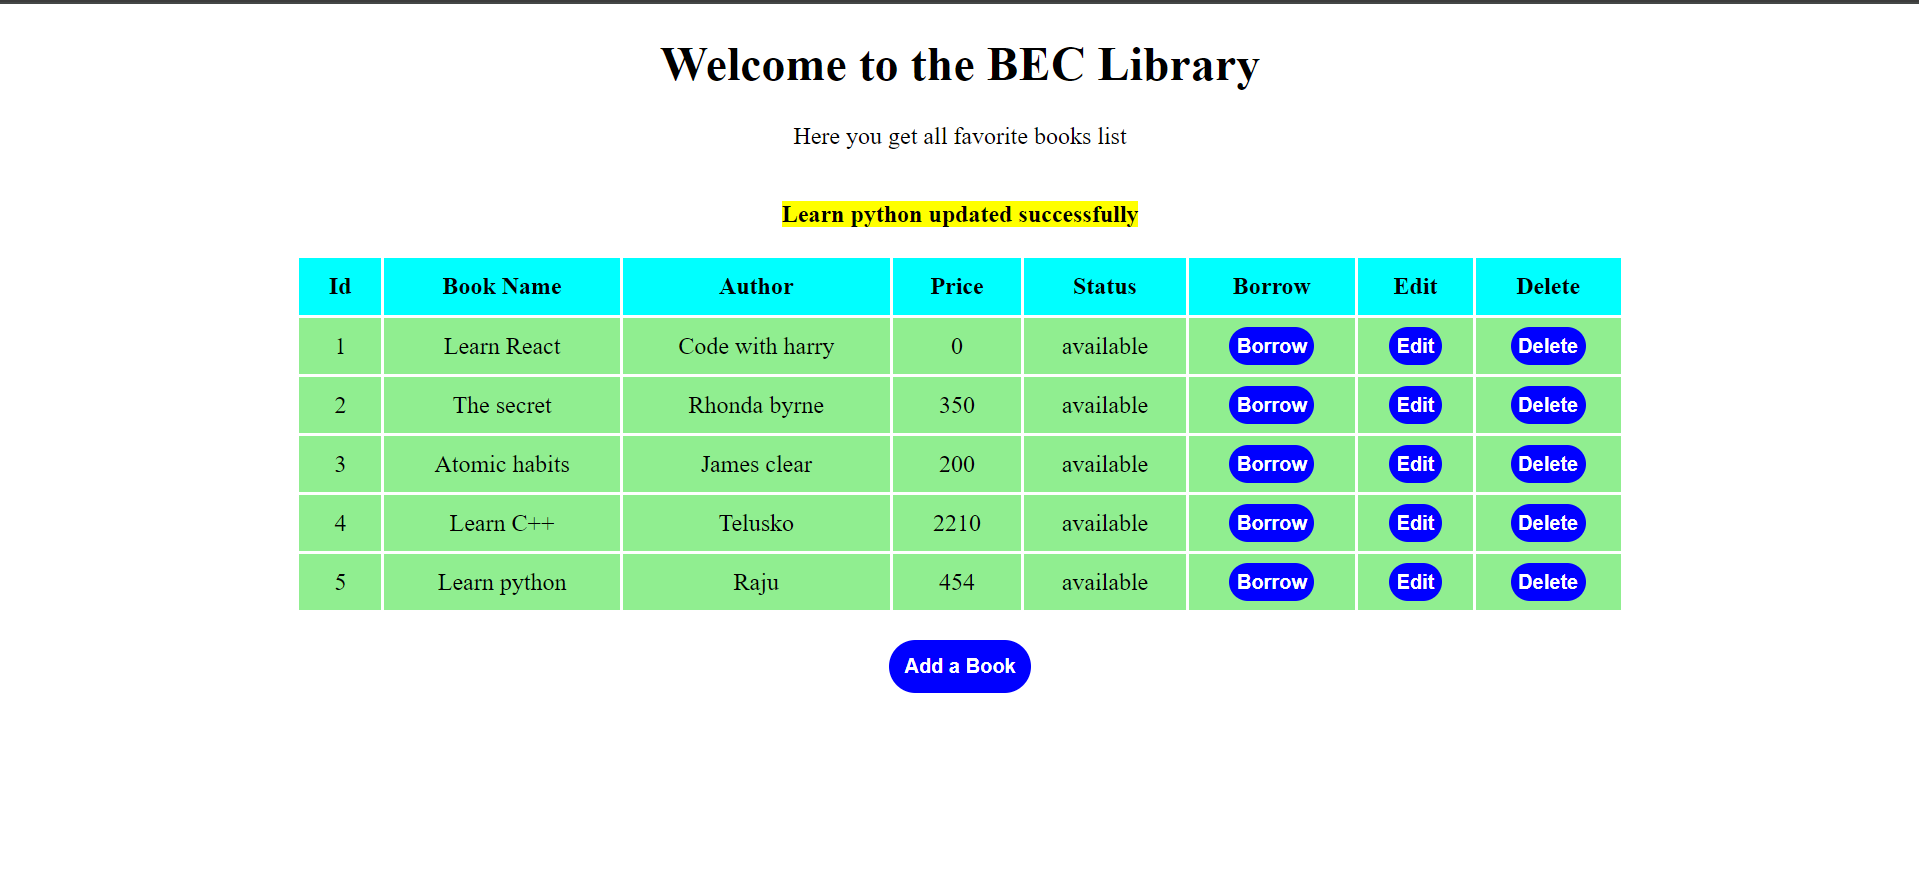 Welcome to the BEC Library
Here you get all favorite books list
Learn python updated successfully
Id Book Name Author Price Status Borrow Edit Delete
1 Learn React Code with harry 0 available Borrow Edit Delete
2 The secret Rhonda byrne 350 available Borrow Edit Delete
3 Atomic habits James clear 200 available Borrow Edit Delete
4 Learn C++ Telusko 2210 available Borrow Edit Delete
5 Learn python Raju 454 available Borrow Edit Delete
Add a Book